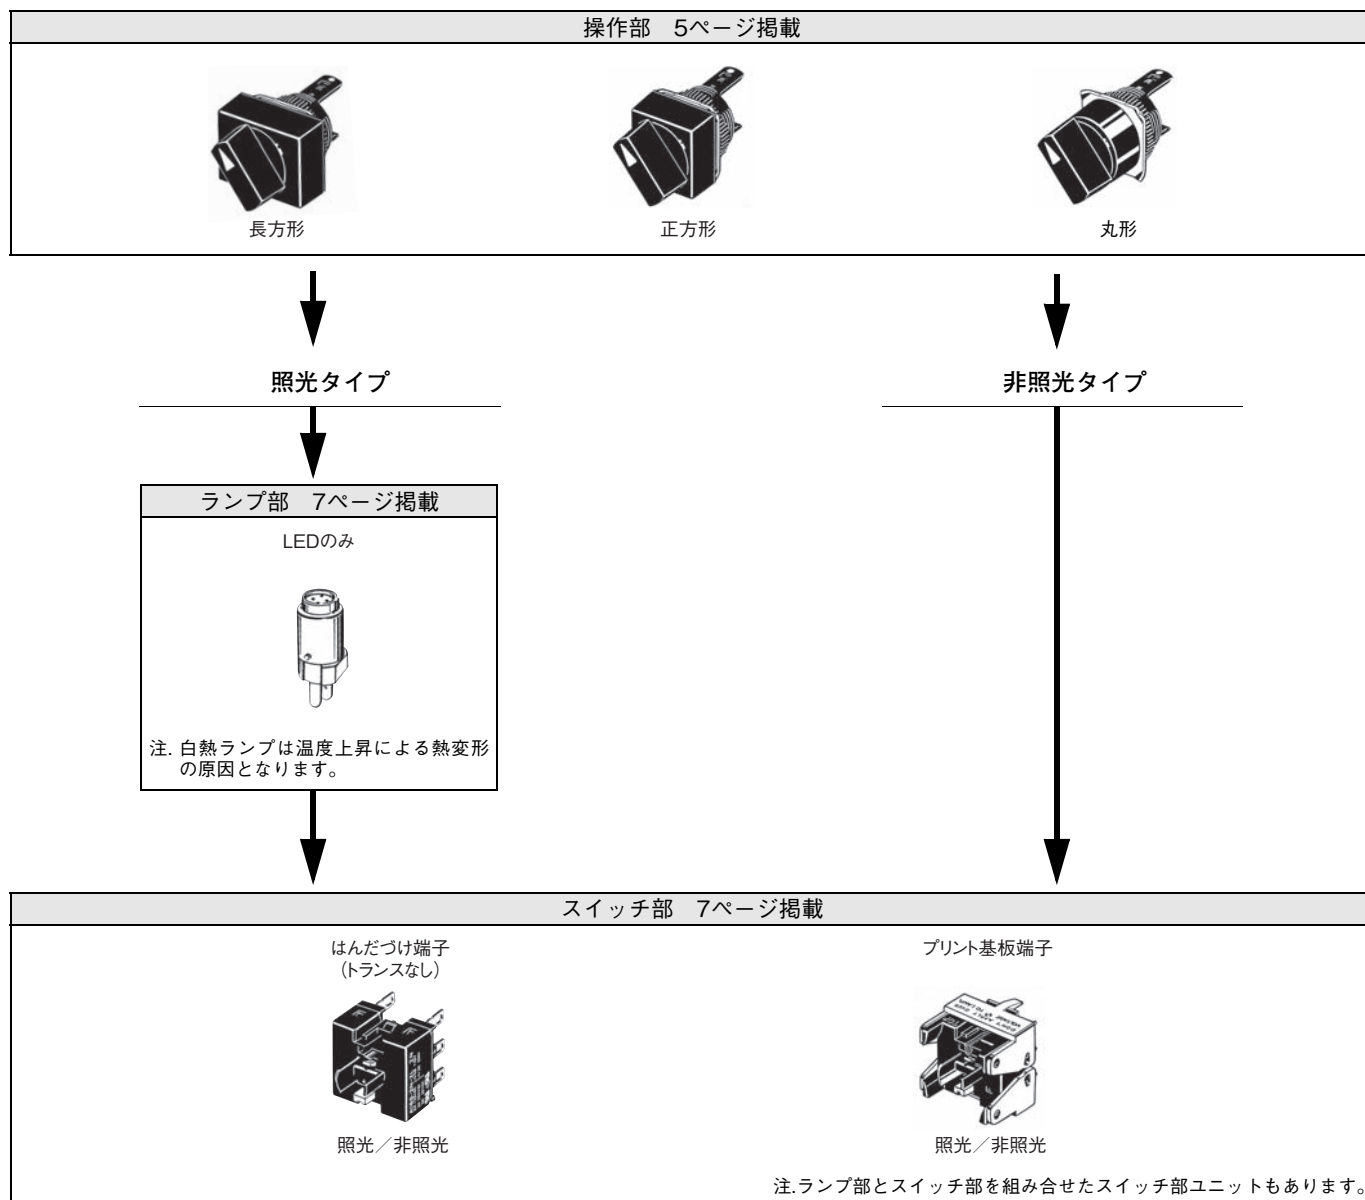 操作部　5ページ掲載
長方形
正方形
丸形
照光タイプ
非照光タイプ
ランプ部　7ページ掲載
LEDのみ
注. 白熱ランプは温度上昇による熱変形
の原因となります。
スイッチ部　7ページ掲載
はんだづけ端子
（トランスなし）
プリント基板端子
照光／非照光
照光／非照光
注.ランプ部とスイッチ部を組み合せたスイッチ部ユニットもあります。